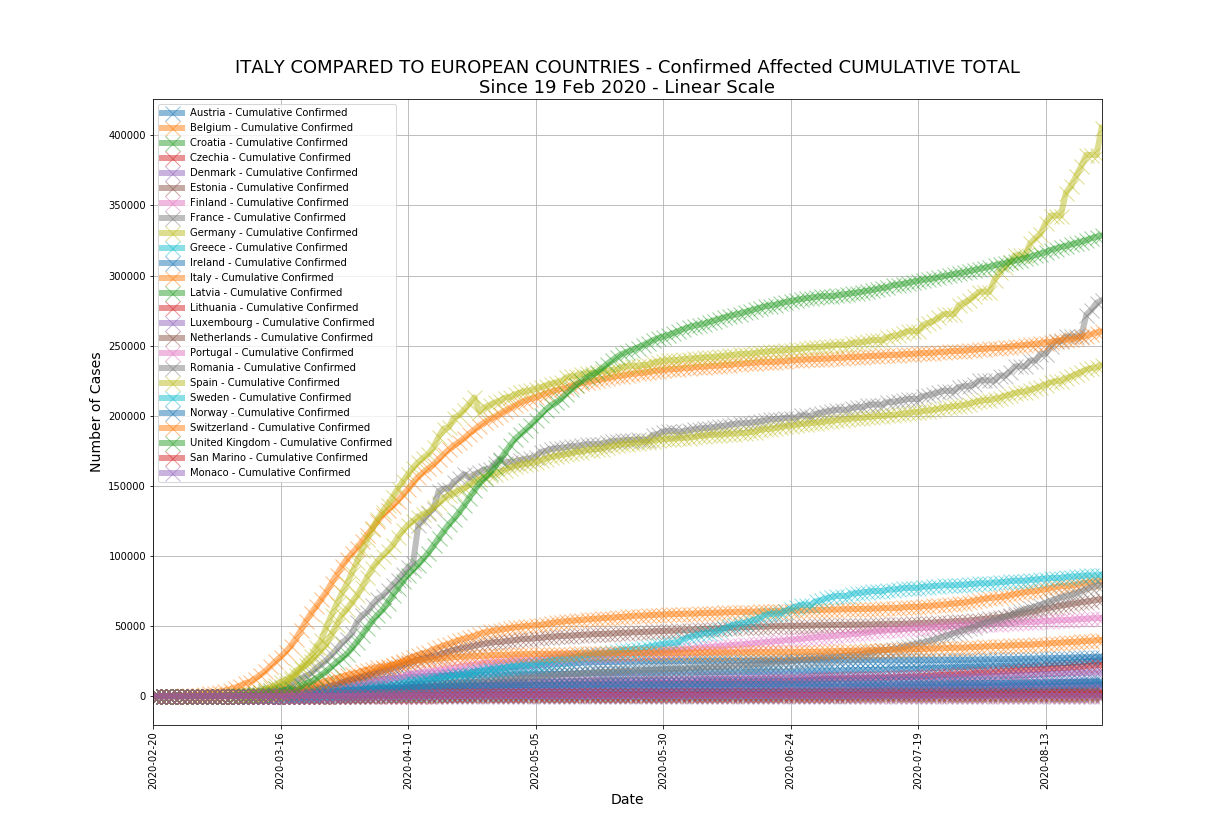 ITALY COMPARED TO EUROPEAN COUNTRIES - Confirmed Affected CUMULATIVE TOTAL
Since 19 Feb 2020 - Linear Scale
Austria - Cumulative Confirmed
Belgium - Cumulative Confirmed
Croatia - Cumulative Confirmed
Czechia - Cumulative Confirmed
Denmark - Cumulative Confirmed
Estonia - Cumulative Confirmed
Finland - Cumulative Confirmed
France - Cumulative Confirmed
Germany - Cumulative Confirmed
Greece - Cumulative Confirmed
Ireland - Cumulative Confirmed
Italy - Cumulative Confirmed
Latvia - Cumulative Confirmed
Lithuania - Cumulative Confirmed
Luxembourg - Cumulative Confirmed
Netherlands - Cumulative Confirmed
Portugal - Cumulative Confirmed
Romania - Cumulative Confirmed
Spain - Cumulative Confirmed
Sweden - Cumulative Confirmed
Norway - Cumulative Confirmed
Switzerland - Cumulative Confirmed
United Kingdom - Cumulative Confirmed
San Marino - Cumulative Confirmed
Monaco - Cumulative Confirmed
Number of Cases
400000
350000
300000
250000
200000
150000
100000
50000
0
2020-02-20
2020-03-16
2020-04-10
2020-05-05
2020-05-30
2020-06-24
2020-07-19
2020-08-13
Date